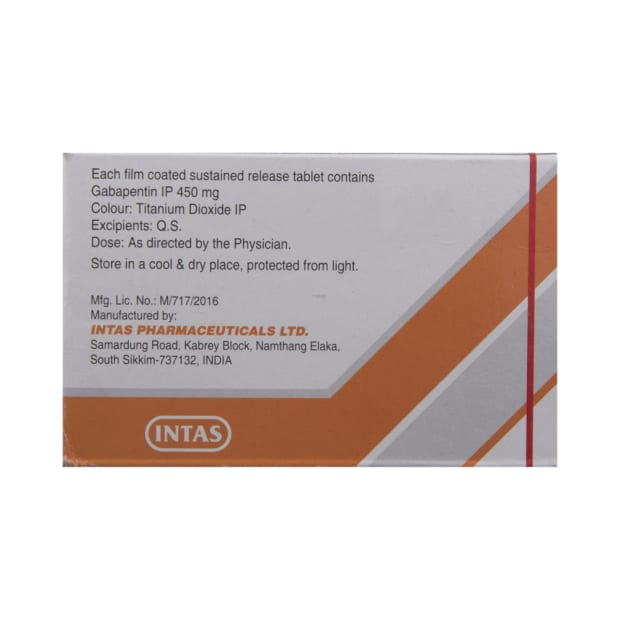 Each film coated sustained release tablet contains
Gabapentin IP 450 mg
Colour: Titanium Dioxide IP
Excipients: Q.S.
Dose: As directed by the Physician.
Store in a cool & dry place, protected from light.
Mfg. Lic. No.: M/717/2016
Manufactured by:
INTAS PHARMACEUTICALS LTD.
Samardung Road, Kabrey Block, Namthang Elaka,
South Sikkim-737132, INDIA
INTAS